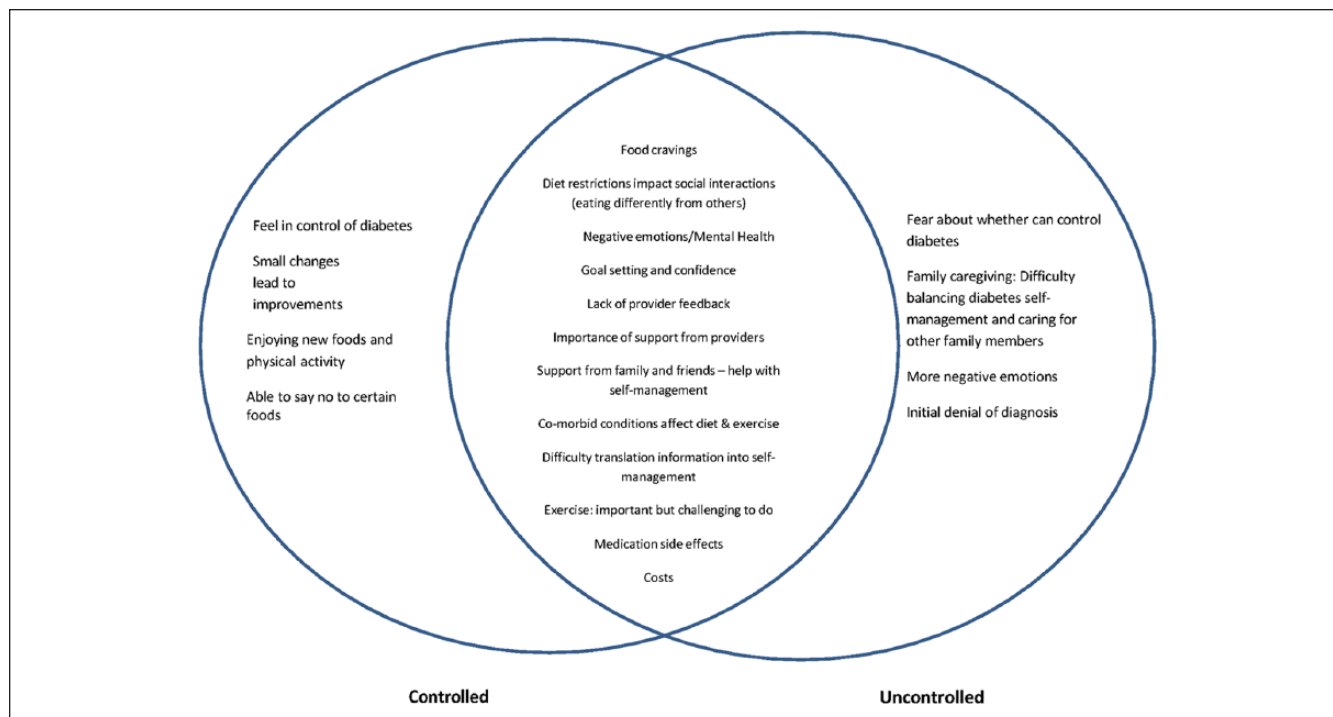 Feel in control of diabetes
Small changes
lead to
improvements
Enjoying new foods and
physical activity
Able to say no to certain
foods
Food cravings
Diet restrictions impact social interactions
(eating differently from others)
Negative emotions/Mental Health
Goal setting and confidence
Lack of provider feedback
Importance of support from providers
Support from family and friends – help with
self-management
Co-morbid conditions affect diet & exercise
Difficulty translation information into self-
management
Exercise: important but challenging to do
Medication side effects
Costs
Fear about whether can control
diabetes
Family caregiving: Difficulty
balancing diabetes self-
management and caring for
other family members
More negative emotions
Initial denial of diagnosis
Controlled
Uncontrolled